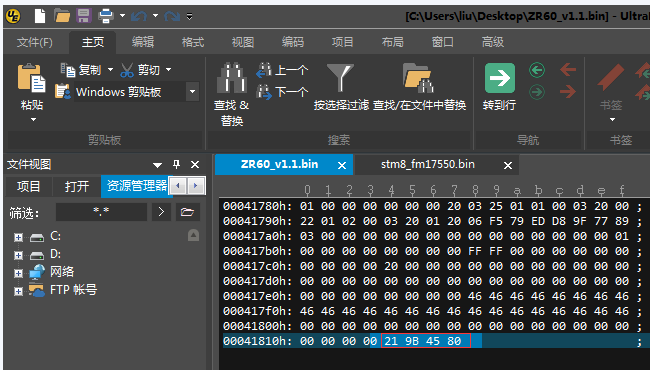 [C:\Users\liu\Desktop\ZR60_v1.1.bin] - UltraE
文件(F) 主页 编辑 格式 视图 编码 项目 布局 窗口 高级
粘贴 复制 剪切 Windows 剪贴板
剪贴板
查找 & 替换 上一个 下一个 按选择过滤 查找/在文件中替换
搜索
转到行
导航
书签
书签
文件视图
项目 打开 资源管理器
筛选: *.*
C:
D:
网络
FTP 帐号
ZR60_v1.1.bin stm8_fm17550.bin
0 1 2 3 4 5 6 7 8 9 a b c d e f
00041780h: 01 00 00 00 00 00 20 03 25 01 01 00 03 20 00 ;
00041790h: 22 01 02 00 03 20 01 20 06 F5 79 ED D8 9F 77 89 ;
000417a0h: 03 00 00 00 00 00 00 00 00 00 00 00 00 00 00 01 ;
000417b0h: 00 00 00 00 00 00 00 00 FF FF 00 00 00 00 00 00 ;
000417c0h: 00 00 00 00 20 00 00 00 00 00 00 00 00 00 00 00 ;
000417d0h: 00 00 00 00 00 00 00 00 00 00 00 00 00 00 00 00 ;
000417e0h: 00 00 00 00 00 00 00 00 46 46 46 46 46 46 46 46 ;
000417f0h: 46 46 46 46 46 46 46 46 46 46 46 46 46 46 46 46 ;
00041800h: 00 00 00 00 00 00 00 00 00 00 00 00 00 00 00 00 ;
00041810h: 00 00 00 00 21 9B 45 80 ;